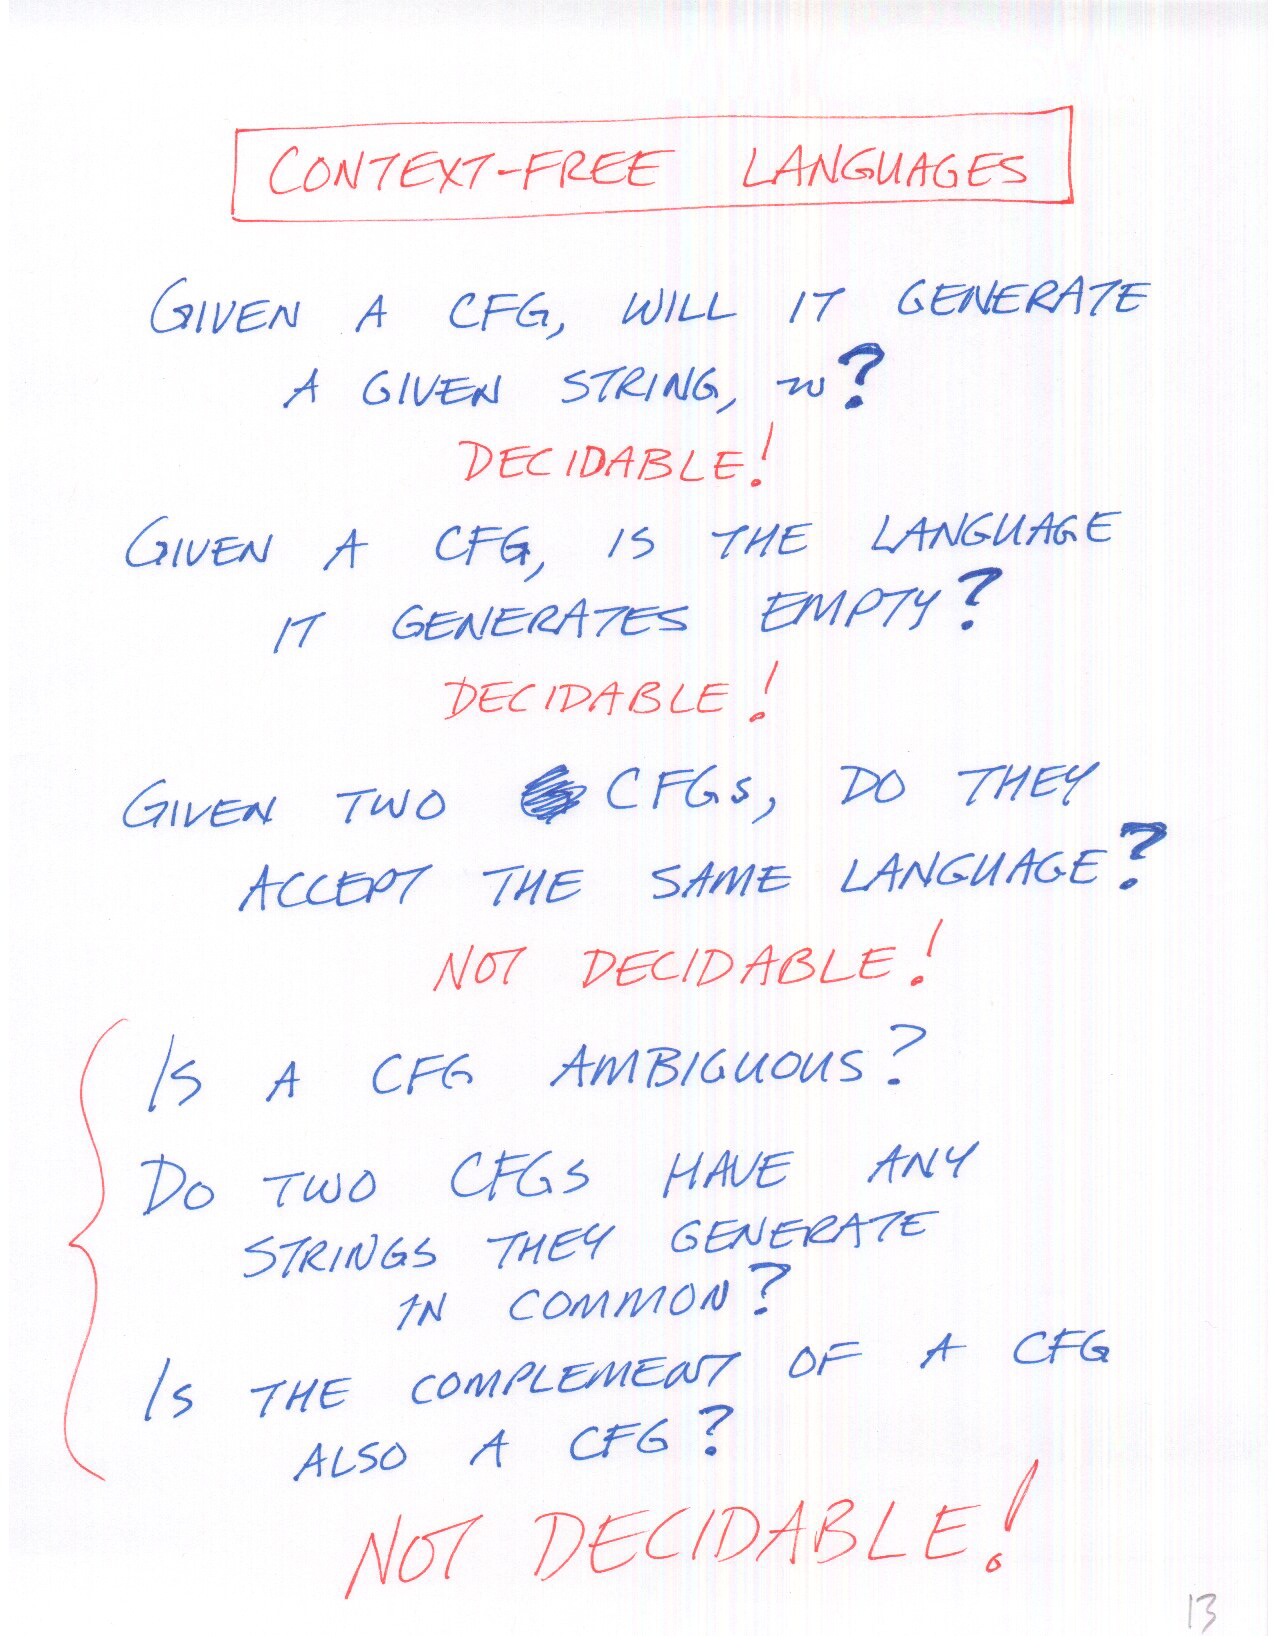 CONTEXT-FREE LANGUAGES
GIVEN A CFG, WILL IT GENERATE
A GIVEN STRING, w?
DECIDABLE!
GIVEN A CFG, IS THE LANGUAGE
IT GENERATES EMPTY?
DECIDABLE!
GIVEN TWO CFGs, DO THEY
ACCEPT THE SAME LANGUAGE?
NOT DECIDABLE!
IS A CFG AMBIGUOUS?
DO TWO CFGs HAVE ANY
STRINGS THEY GENERATE
IN COMMON?
IS THE COMPLEMENT OF A CFG
ALSO A CFG?
NOT DECIDABLE!
13